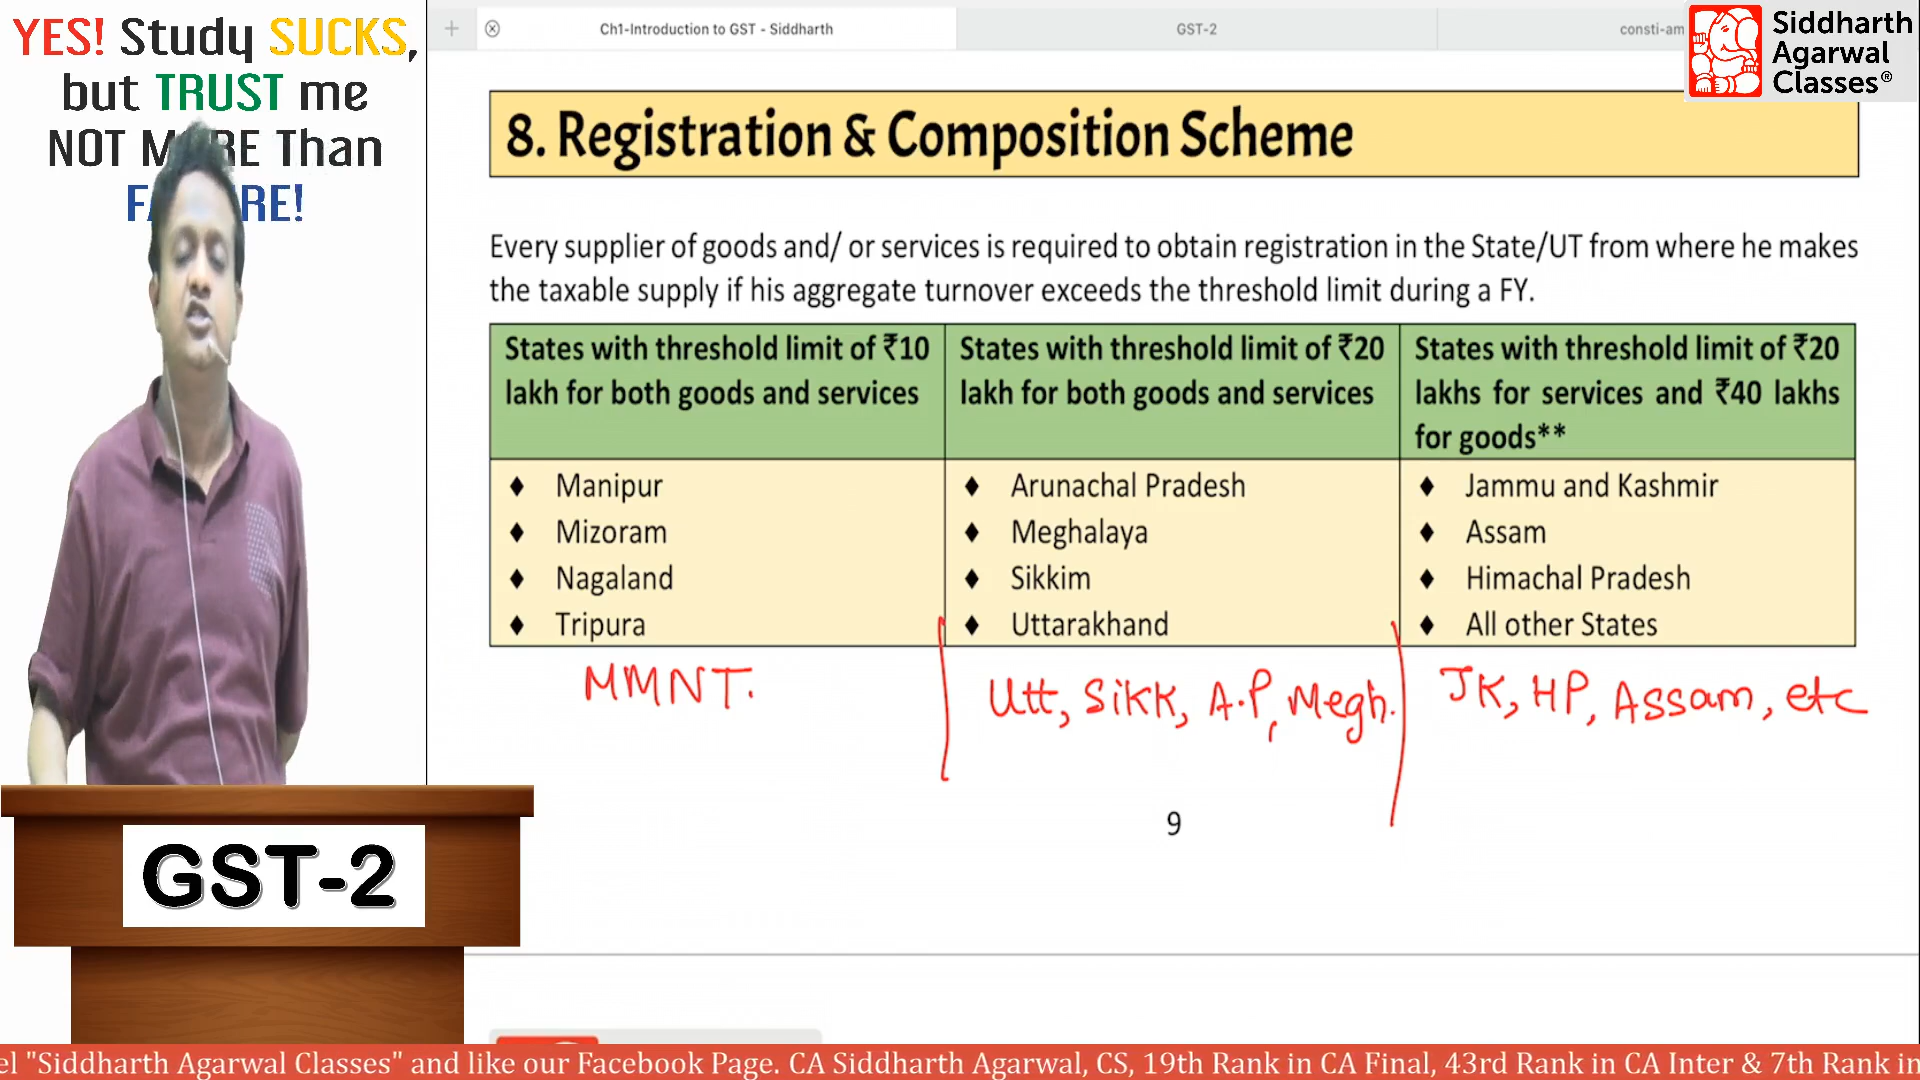 YES! Study SUCKS,
but TRUST me
NOT M RE Than
F RE!
Ch1-Introduction to GST - Siddharth
GST-2
consti-am
Siddharth
Agarwal
Classes®
8. Registration & Composition Scheme
Every supplier of goods and/ or services is required to obtain registration in the State/UT from where he makes
the taxable supply if his aggregate turnover exceeds the threshold limit during a FY.
States with threshold limit of ₹10
lakh for both goods and services
States with threshold limit of ₹20
lakh for both goods and services
States with threshold limit of ₹20
lakhs for services and ₹40 lakhs
for goods**
♦ Manipur
♦ Mizoram
♦ Nagaland
♦ Tripura
♦ Arunachal Pradesh
♦ Meghalaya
♦ Sikkim
♦ Uttarakhand
♦ Jammu and Kashmir
♦ Assam
♦ Himachal Pradesh
♦ All other States
MMNT.
Utt, Sikk, A.P, Megh.
JK, HP, Assam, etc
9
GST-2
el "Siddharth Agarwal Classes" and like our Facebook Page. CA Siddharth Agarwal, CS, 19th Rank in CA Final, 43rd Rank in CA Inter & 7th Rank in